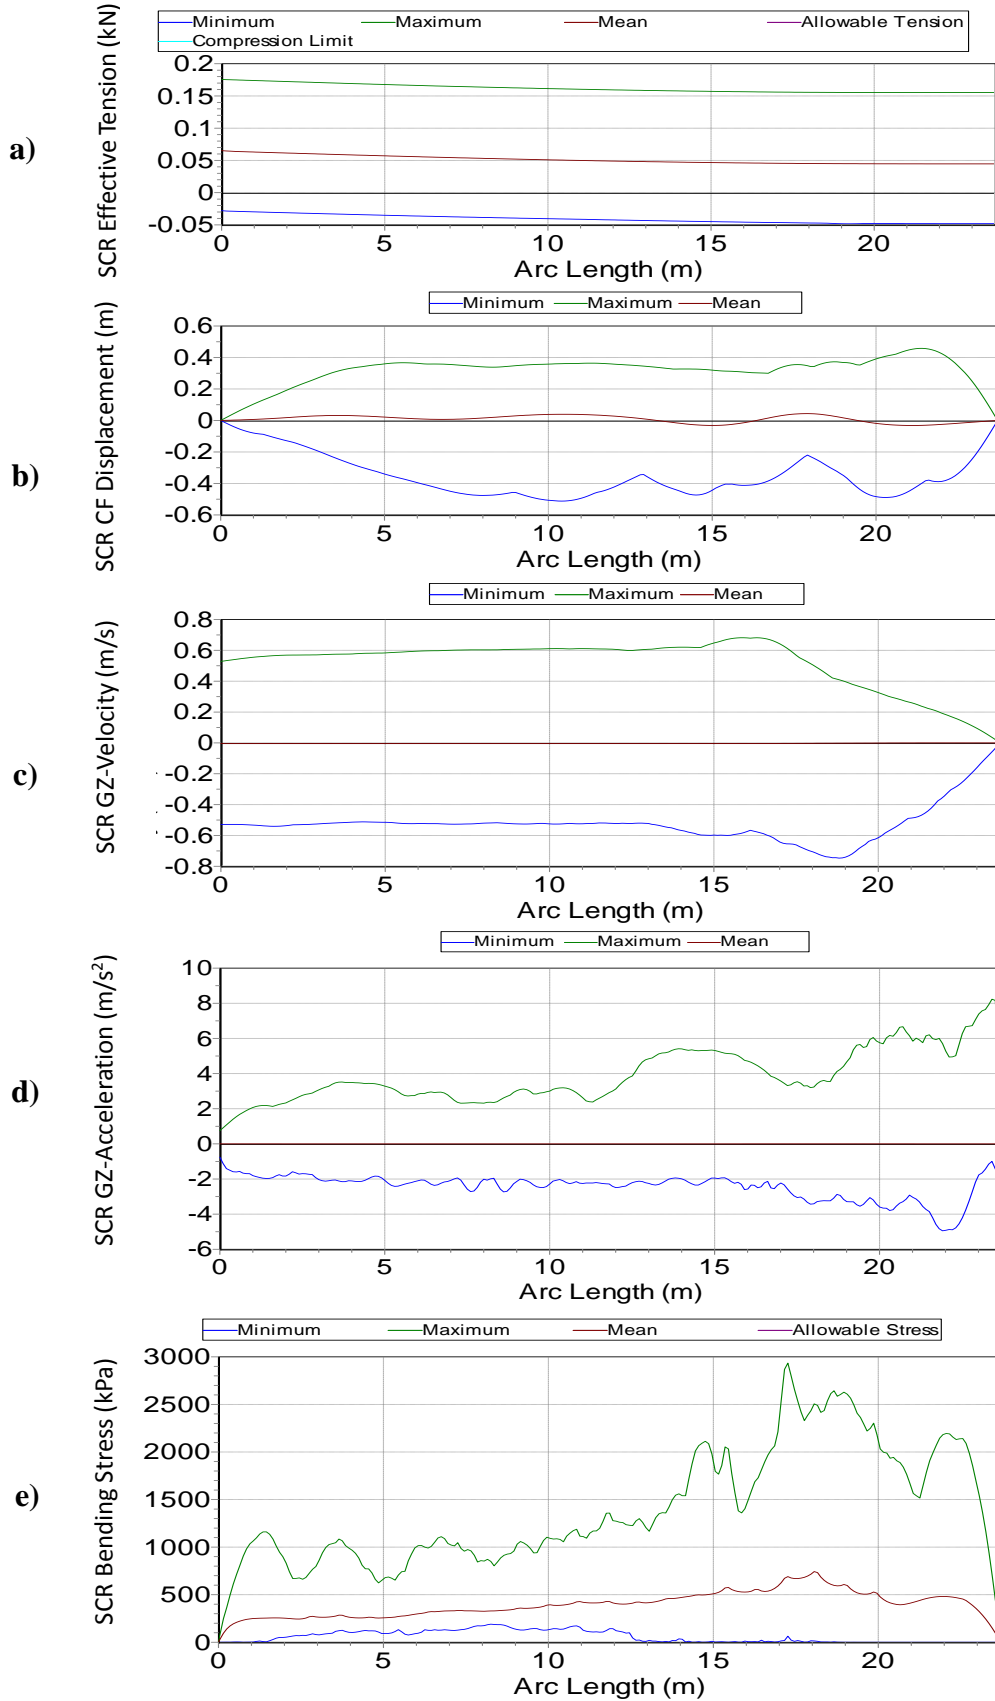 Minimum Maximum Mean Allowable Tension
Compression Limit
a)
SCR Effective Tension (kN)
0.2
0.15
0.1
0.05
0
-0.05
0 5 10 15 20
Arc Length (m)
Minimum Maximum Mean
b)
SCR CF Displacement (m)
0.6
0.4
0.2
0
-0.2
-0.4
-0.6
0 5 10 15 20
Arc Length (m)
Minimum Maximum Mean
c)
SCR GZ-Velocity (m/s)
0.8
0.6
0.4
0.2
0
-0.2
-0.4
-0.6
-0.8
0 5 10 15 20
Arc Length (m)
Minimum Maximum Mean
d)
SCR GZ-Acceleration (m/s²)
10
8
6
4
2
0
-2
-4
-6
0 5 10 15 20
Arc Length (m)
Minimum Maximum Mean Allowable Stress
e)
SCR Bending Stress (kPa)
3000
2500
2000
1500
1000
500
0
0 5 10 15 20
Arc Length (m)